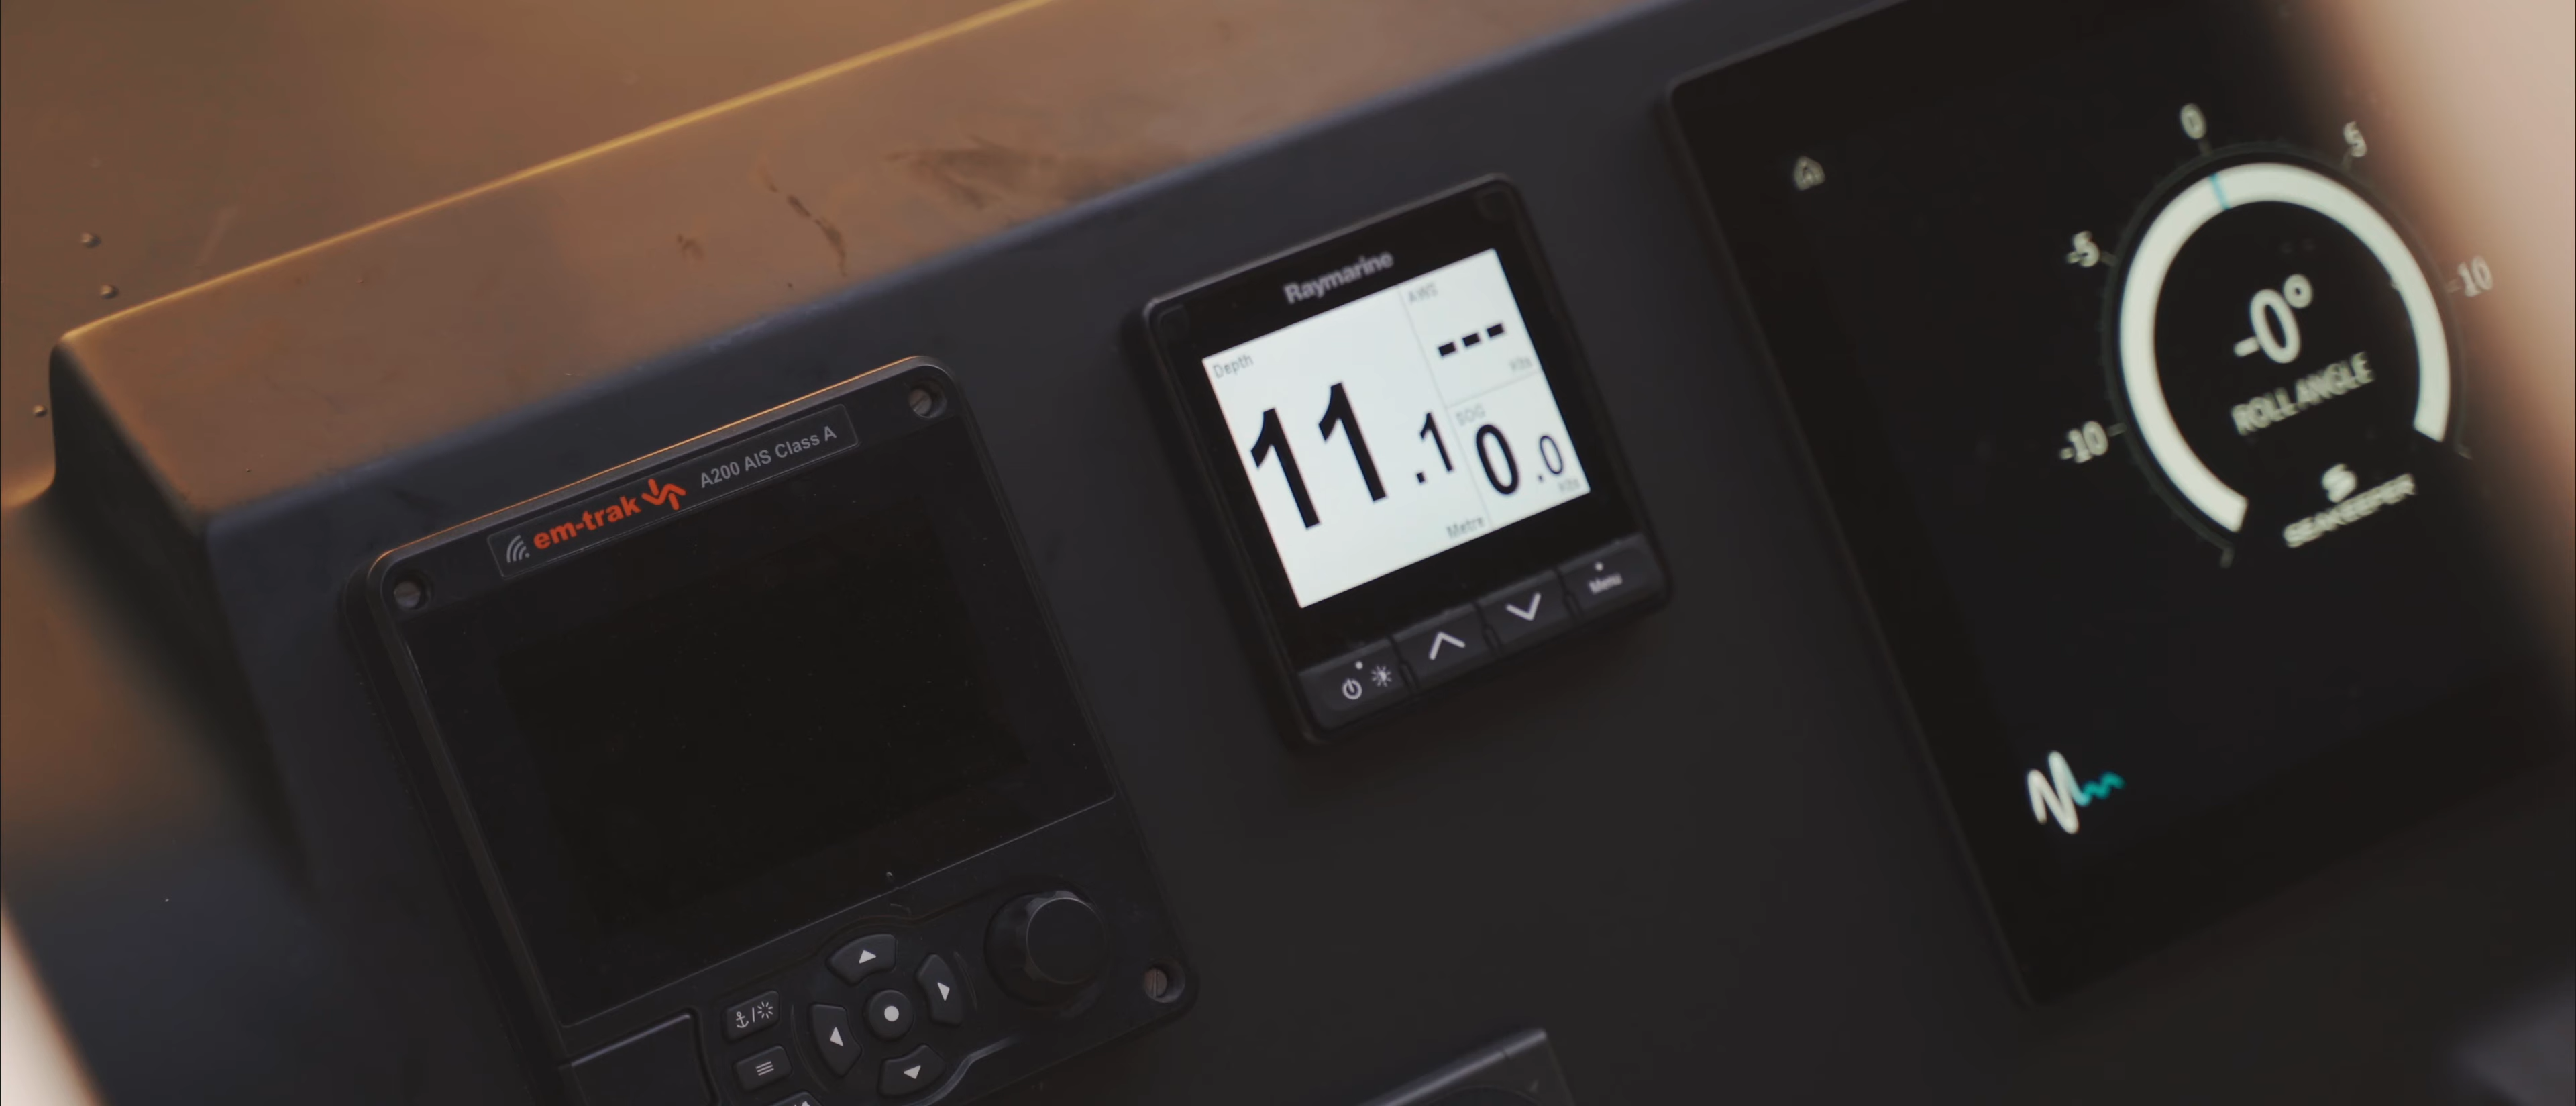 em-trak A200 AIS Class A
Raymarine
Depth
11.1
Metre
AWS
---
Kts
SOG
0.0
Kts
Menu
0
5
-5
10
-10
-0°
ROLL ANGLE
SEAKEEPER